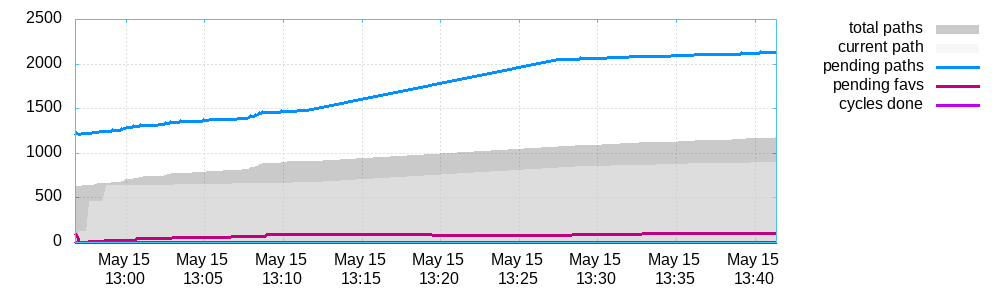 2500
2000
1500
1000
500
0
May 15 May 15 May 15 May 15 May 15 May 15 May 15 May 15 May 15
13:00 13:05 13:10 13:15 13:20 13:25 13:30 13:35 13:40
total paths
current path
pending paths
pending favs
cycles done